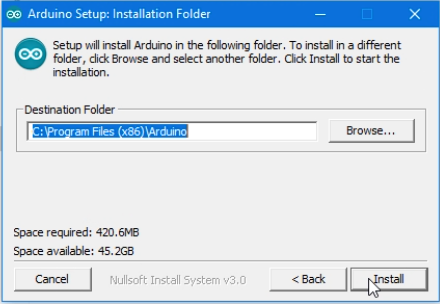 Arduino Setup: Installation Folder
Setup will install Arduino in the following folder. To install in a different
folder, click Browse and select another folder. Click Install to start the
installation.
Destination Folder
C:\Program Files (x86)\Arduino
Browse...
Space required: 420.6MB
Space available: 45.2GB
Cancel
Nullsoft Install System v3.0
< Back
Install